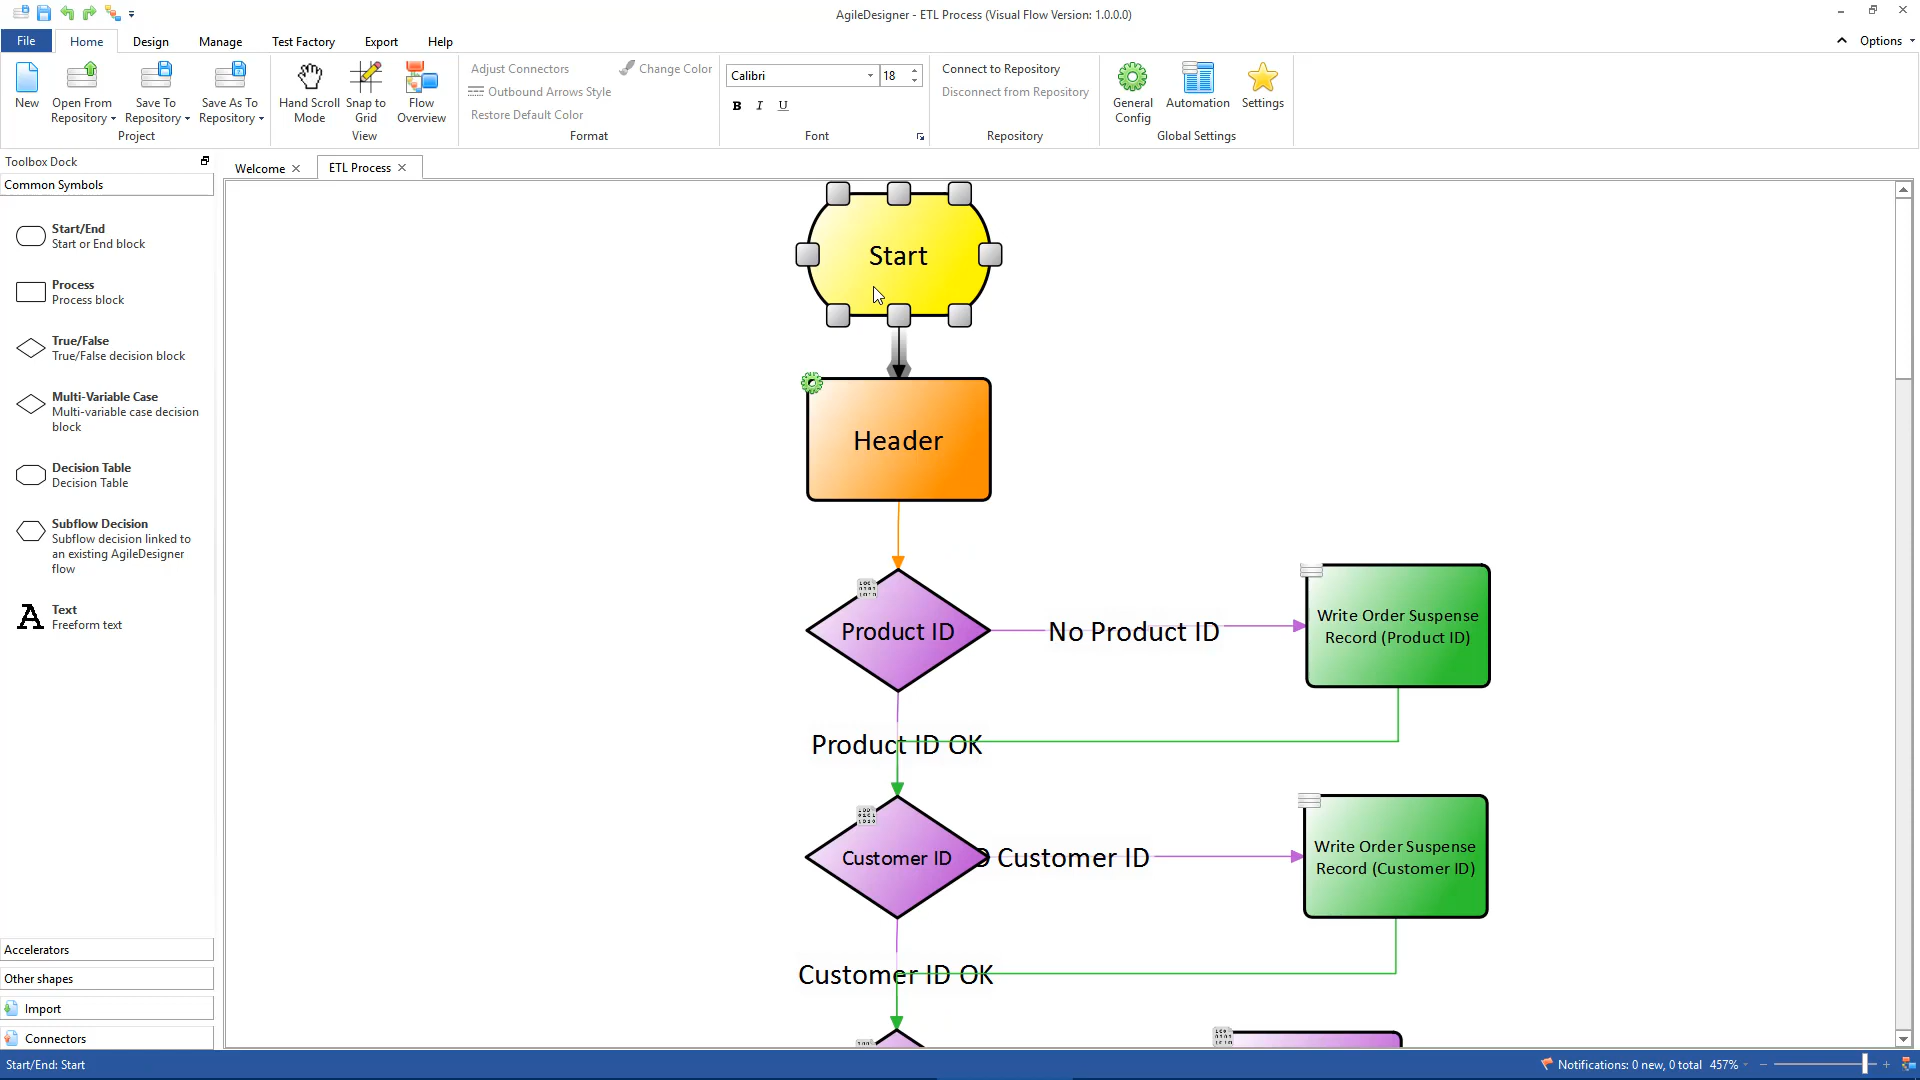 AgileDesigner - ETL Process (Visual Flow Version: 1.0.0.0)
File Home Design Manage Test Factory Export Help Options
New
Open From Repository
Save To Repository
Save As To Repository
Project
Hand Scroll Mode
Snap to Grid
Flow Overview
View
Adjust Connectors
Change Color
Outbound Arrows Style
Restore Default Color
Format
Calibri 18
B I U
Font
Connect to Repository
Disconnect from Repository
Repository
General Config
Automation
Settings
Global Settings
Toolbox Dock
Common Symbols
Welcome
ETL Process
Start/End
Start or End block
Process
Process block
True/False
True/False decision block
Multi-Variable Case
Multi-variable case decision
block
Decision Table
Decision Table
Subflow Decision
Subflow decision linked to
an existing AgileDesigner
flow
A Text
Freeform text
Accelerators
Other shapes
Import
Connectors
Start
Header
Product ID
No Product ID
Write Order Suspense
Record (Product ID)
Product ID OK
Customer ID
Customer ID
Write Order Suspense
Record (Customer ID)
Customer ID OK
Start/End: Start
Notifications: 0 new, 0 total 457%